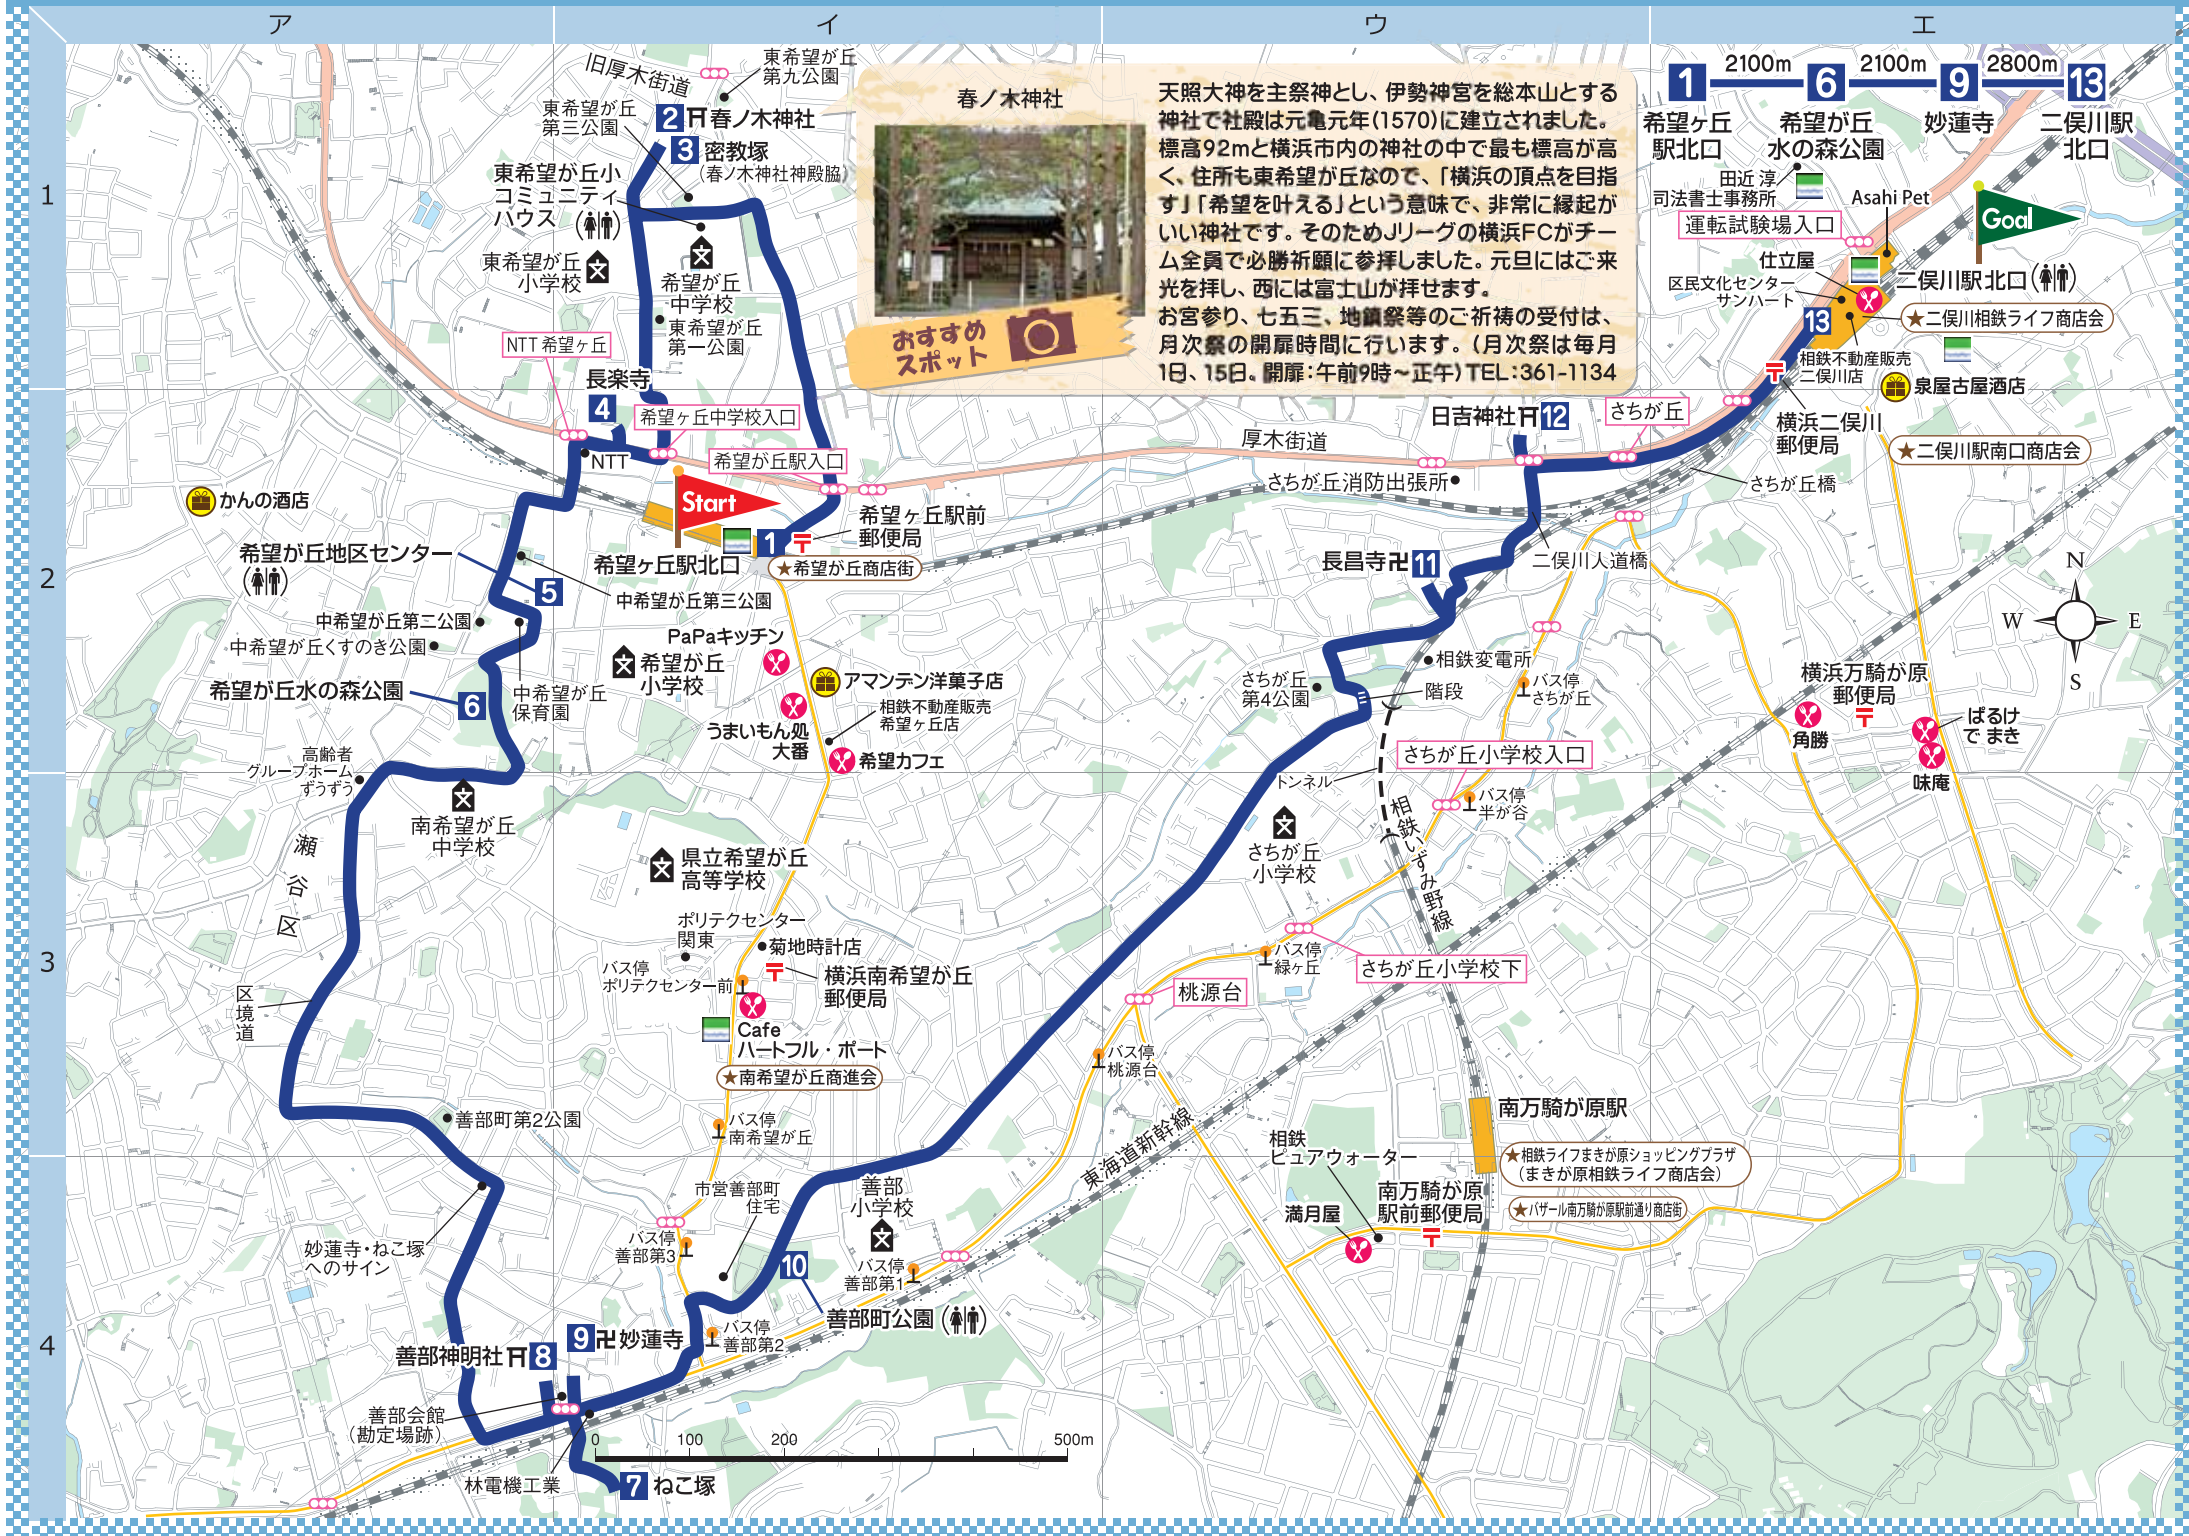 ア
イ
ウ
エ
1
2
3
4
旧厚木街道
東希望が丘
第九公園
東希望が丘
第三公園
2 春ノ木神社
3 密教塚
(春ノ木神社神殿脇)
東希望が丘小
コミュニティ
ハウス
東希望が丘
小学校
希望が丘
中学校
東希望が丘
第一公園
NTT 希望ヶ丘
長楽寺
4
希望ヶ丘中学校入口
NTT
希望が丘駅入口
Start
1
希望ヶ丘駅北口
希望ヶ丘駅前
郵便局
★希望が丘商店街
春ノ木神社
おすすめ
スポット
天照大神を主祭神とし、伊勢神宮を総本山とする
神社で社殿は元亀元年(1570)に建立されました。
標高92mと横浜市内の神社の中で最も標高が高
く、住所も東希望が丘なので、「横浜の頂点を目指
す」「希望を叶える」という意味で、非常に縁起が
いい神社です。そのためJリーグの横浜FCがチー
ム全員で必勝祈願に参拝しました。元旦にはご来
光を拝し、西には富士山が拝せます。
お宮参り、七五三、地鎮祭等のご祈祷の受付は、
月次祭の開扉時間に行います。(月次祭は毎月
1日、15日。開扉:午前9時〜正午)TEL:361-1134
1 2100m 6 2100m 9 2800m 13
希望ヶ丘
駅北口
希望が丘
水の森公園
妙蓮寺
二俣川駅
北口
田近 淳
司法書士事務所
Asahi Pet
運転試験場入口
Goal
仕立屋
二俣川駅北口
区民文化センター
サンハート
★二俣川相鉄ライフ商店会
13
相鉄不動産販売
二俣川店
泉屋古屋酒店
横浜二俣川
郵便局
★二俣川駅南口商店会
日吉神社 12
さちが丘
厚木街道
さちが丘消防出張所
さちが丘橋
二俣川人道橋
長昌寺卍 11
かんの酒店
希望が丘地区センター
5
中希望が丘第三公園
中希望が丘第二公園
中希望が丘くすのき公園
希望が丘水の森公園
6
中希望が丘
保育園
PaPaキッチン
希望が丘
小学校
アマンテン洋菓子店
相鉄不動産販売
希望ヶ丘店
うまいもん処
大番
希望カフェ
相鉄変電所
さちが丘
第4公園
階段
バス停
さちが丘
さちが丘小学校入口
トンネル
バス停
半が谷
さちが丘
小学校
相鉄いずみ野線
横浜万騎が原
郵便局
角勝
ぱるけ
で まき
味庵
N
W
E
S
高齢者
グループホーム
ずうずう
南希望が丘
中学校
瀬谷区
区境道
県立希望が丘
高等学校
ポリテクセンター
関東
菊地時計店
バス停
ポリテクセンター前
横浜南希望が丘
郵便局
Cafe
ハートフル・ポート
★南希望が丘商進会
バス停
南希望が丘
バス停
緑ヶ丘
さちが丘小学校下
桃源台
バス停
桃源台
東海道新幹線
南万騎が原駅
★相鉄ライフまきが原ショッピングプラザ
(まきが原相鉄ライフ商店会)
★バザール南万騎が原駅前通り商店街
相鉄
ピュアウォーター
南万騎が原
駅前郵便局
満月屋
善部町第2公園
妙蓮寺・ねこ塚
へのサイン
市営善部町
住宅
善部
小学校
バス停
善部第3
バス停
善部第1
10
善部町公園
バス停
善部第2
9 卍妙蓮寺
善部神明社 8
善部会館
(勘定場跡)
林電機工業
7 ねこ塚
0 100 200 500m